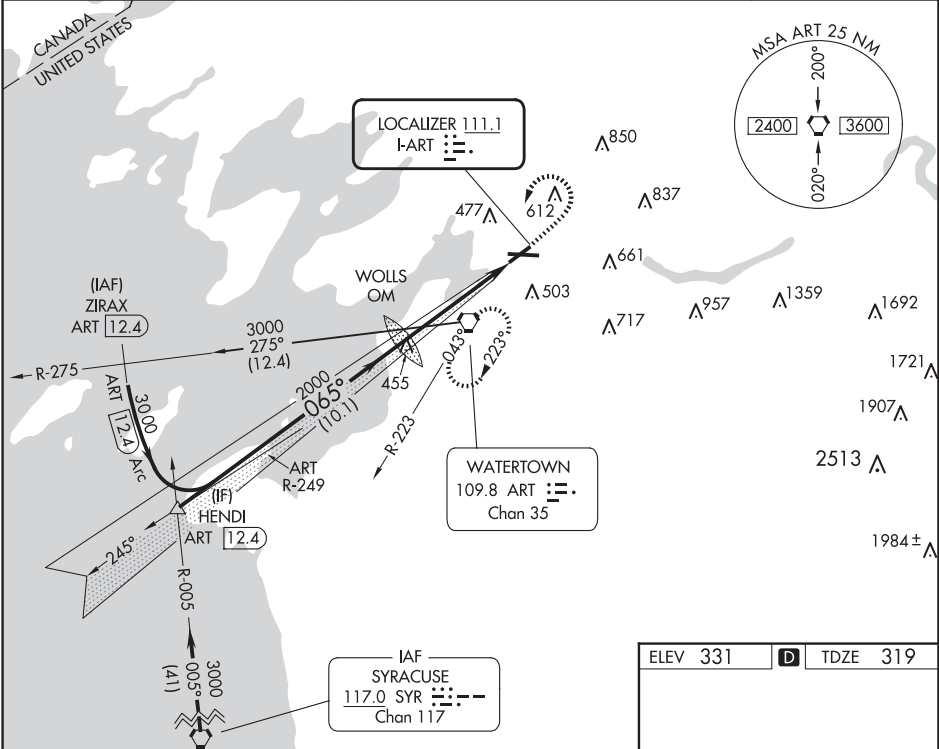 CANADA
UNITED STATES
MSA ART 25 NM
200°
2400
3600
020°
LOCALIZER 111.1
I-ART
850
837
477
612
661
503
717
957
1359
1692
1721
1907
2513
1984±
WOLLS
OM
(IAF)
ZIRAX
ART 12.4
3000
275°
(12.4)
R-275
043°
223°
455
2000
065°
(10.1)
3000
ART 12.4 Arc
R-223
ART
R-249
(IF)
HENDI
ART 12.4
245°
R-005
WATERTOWN
109.8 ART
Chan 35
3000
005°
(41)
IAF
SYRACUSE
117.0 SYR
Chan 117
ELEV 331 D TDZE 319